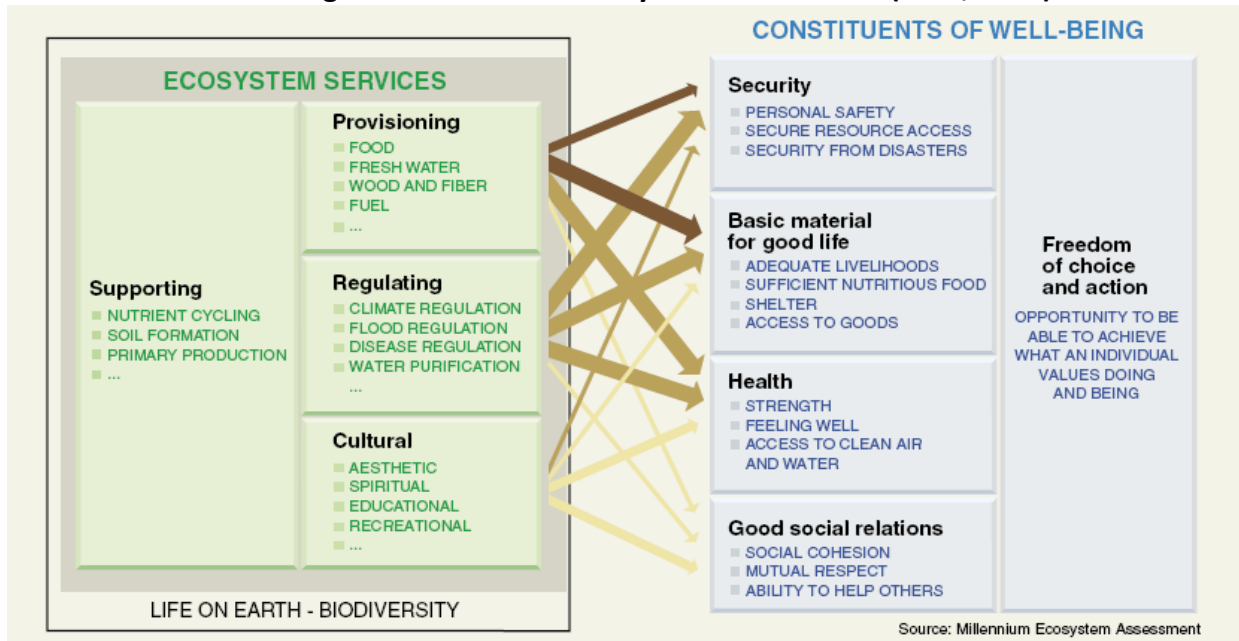 CONSTITUENTS OF WELL-BEING
ECOSYSTEM SERVICES
Supporting
NUTRIENT CYCLING
SOIL FORMATION
PRIMARY PRODUCTION
...
Provisioning
FOOD
FRESH WATER
WOOD AND FIBER
FUEL
...
Regulating
CLIMATE REGULATION
FLOOD REGULATION
DISEASE REGULATION
WATER PURIFICATION
...
Cultural
AESTHETIC
SPIRITUAL
EDUCATIONAL
RECREATIONAL
...
LIFE ON EARTH - BIODIVERSITY
Security
PERSONAL SAFETY
SECURE RESOURCE ACCESS
SECURITY FROM DISASTERS
Basic material
for good life
ADEQUATE LIVELIHOODS
SUFFICIENT NUTRITIOUS FOOD
SHELTER
ACCESS TO GOODS
Health
STRENGTH
FEELING WELL
ACCESS TO CLEAN AIR
AND WATER
Good social relations
SOCIAL COHESION
MUTUAL RESPECT
ABILITY TO HELP OTHERS
Freedom
of choice
and action
OPPORTUNITY TO BE
ABLE TO ACHIEVE
WHAT AN INDIVIDUAL
VALUES DOING
AND BEING
Source: Millennium Ecosystem Assessment